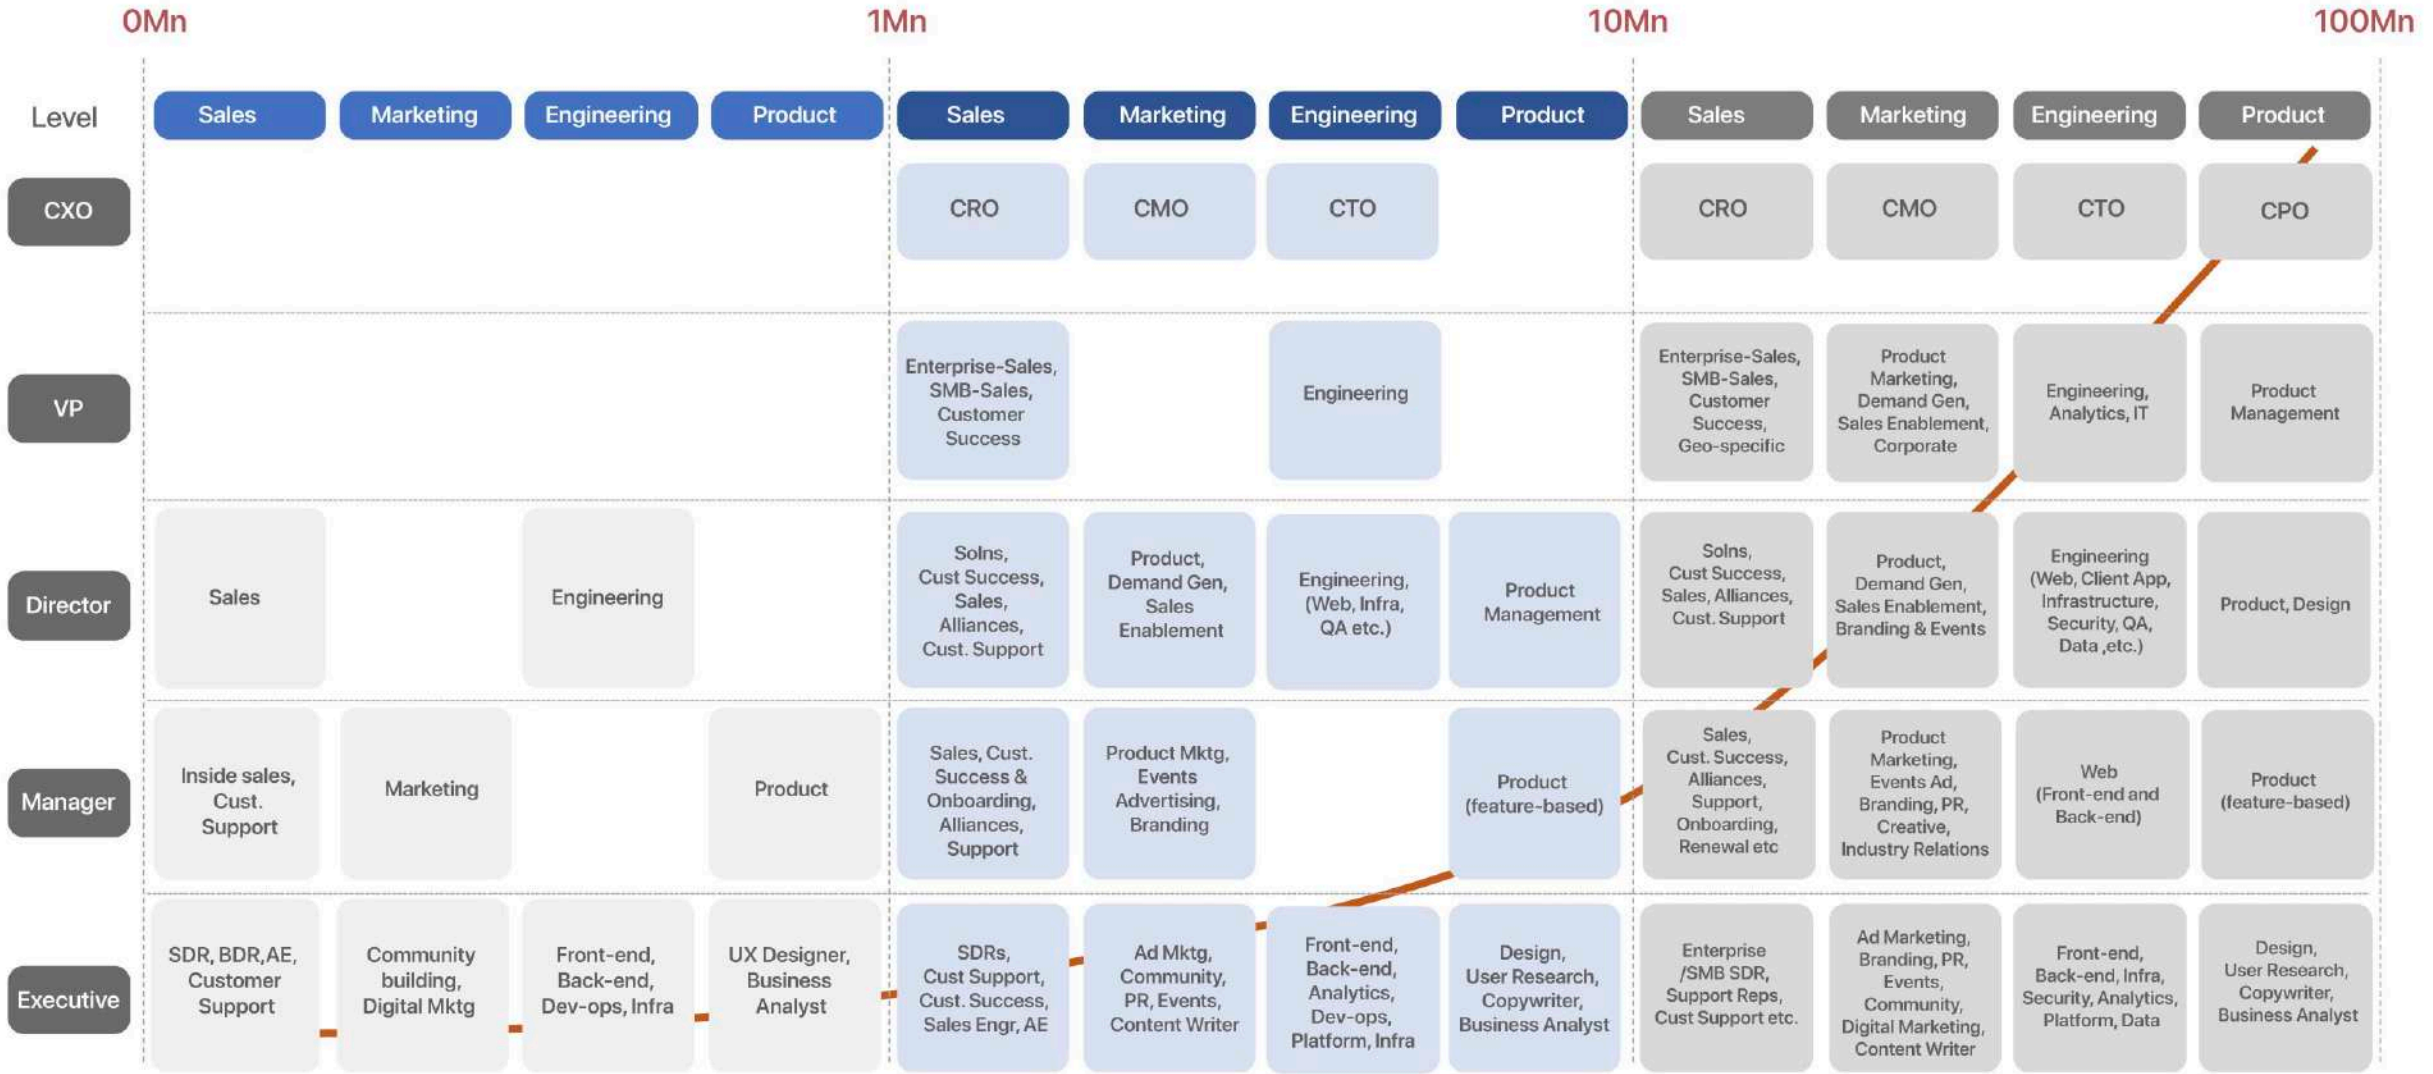 0Mn
1Mn
10Mn
100Mn
Level
Sales
Marketing
Engineering
Product
Sales
Marketing
Engineering
Product
Sales
Marketing
Engineering
Product
CXO
CRO
CMO
CTO
CRO
CMO
CTO
CPO
VP
Enterprise-Sales,
SMB-Sales,
Customer
Success
Engineering
Enterprise-Sales,
SMB-Sales,
Customer
Success,
Geo-specific
Product
Marketing,
Demand Gen,
Sales Enablement,
Corporate
Engineering,
Analytics, IT
Product
Management
Director
Sales
Engineering
Solns,
Cust Success,
Sales,
Alliances,
Cust. Support
Product,
Demand Gen,
Sales
Enablement
Engineering,
(Web, Infra,
QA etc.)
Product
Management
Solns,
Cust Success,
Sales, Alliances,
Cust. Support
Product,
Demand Gen,
Sales Enablement,
Branding & Events
Engineering
(Web, Client App,
Infrastructure,
Security, QA,
Data ,etc.)
Product, Design
Manager
Inside sales,
Cust.
Support
Marketing
Product
Sales, Cust.
Success &
Onboarding,
Alliances,
Support
Product Mktg,
Events
Advertising,
Branding
Product
(feature-based)
Sales,
Cust. Success,
Alliances,
Support,
Onboarding,
Renewal etc
Product
Marketing,
Events Ad,
Branding, PR,
Creative,
Industry Relations
Web
(Front-end and
Back-end)
Product
(feature-based)
Executive
SDR, BDR,AE,
Customer
Support
Community
building,
Digital Mktg
Front-end,
Back-end,
Dev-ops, Infra
UX Designer,
Business
Analyst
SDRs,
Cust Support,
Cust. Success,
Sales Engr, AE
Ad Mktg,
Community,
PR, Events,
Content Writer
Front-end,
Back-end,
Analytics,
Dev-ops,
Platform, Infra
Design,
User Research,
Copywriter,
Business Analyst
Enterprise
/SMB SDR,
Support Reps,
Cust Support etc.
Ad Marketing,
Branding, PR,
Events,
Community,
Digital Marketing,
Content Writer
Front-end,
Back-end, Infra,
Security, Analytics,
Platform, Data
Design,
User Research,
Copywriter,
Business Analyst